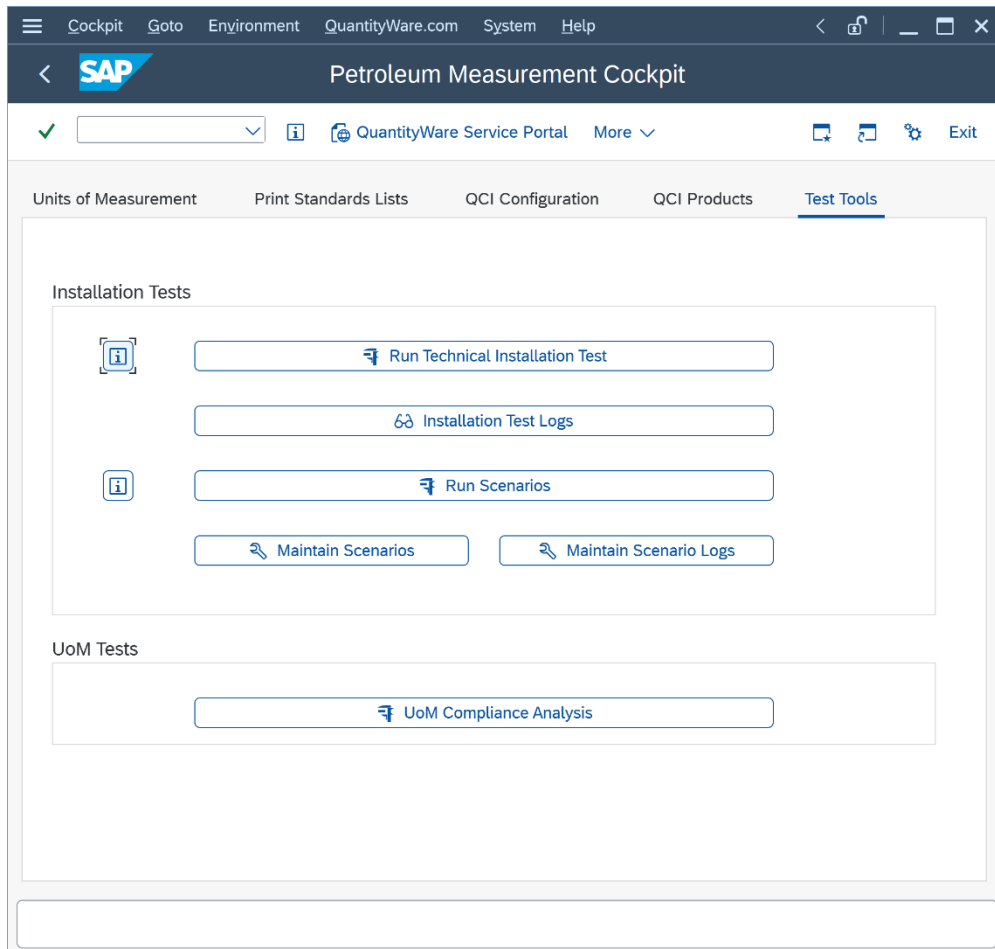 Cockpit Goto Environment QuantityWare.com System Help
SAP Petroleum Measurement Cockpit
QuantityWare Service Portal More Exit
Units of Measurement Print Standards Lists QCI Configuration QCI Products Test Tools
Installation Tests
Run Technical Installation Test
Installation Test Logs
Run Scenarios
Maintain Scenarios Maintain Scenario Logs
UoM Tests
UoM Compliance Analysis